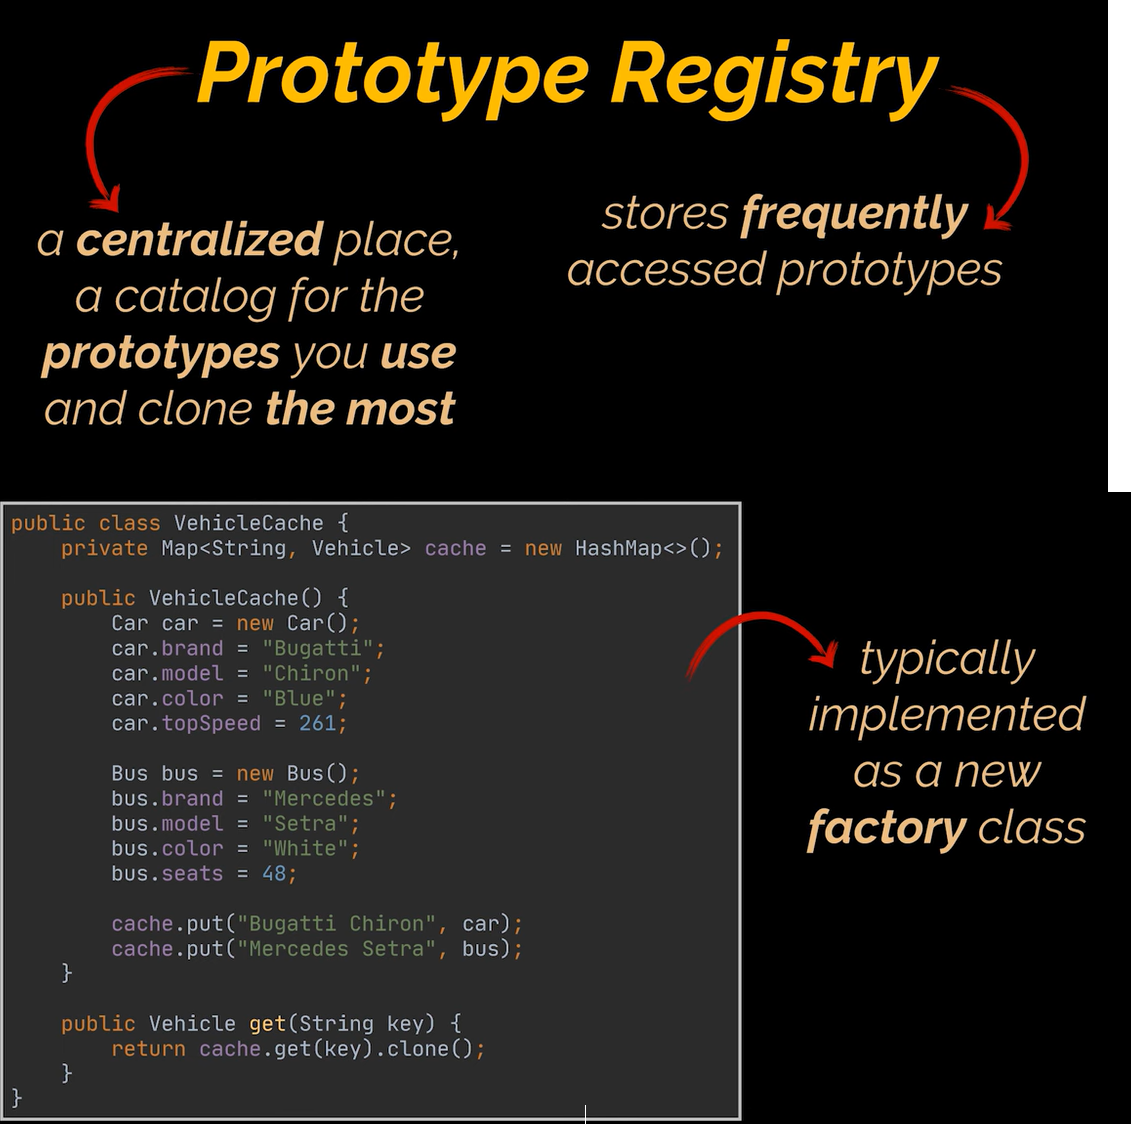 Prototype Registry
a centralized place,
a catalog for the
prototypes you use
and clone the most
stores frequently
accessed prototypes
public class VehicleCache {
    private Map<String, Vehicle> cache = new HashMap<>();
    public VehicleCache() {
        Car car = new Car();
        car.brand = "Bugatti";
        car.model = "Chiron";
        car.color = "Blue";
        car.topSpeed = 261;
        Bus bus = new Bus();
        bus.brand = "Mercedes";
        bus.model = "Setra";
        bus.color = "White";
        bus.seats = 48;
        cache.put("Bugatti Chiron", car);
        cache.put("Mercedes Setra", bus);
    }
    public Vehicle get(String key) {
        return cache.get(key).clone();
    }
}
typically
implemented
as a new
factory class